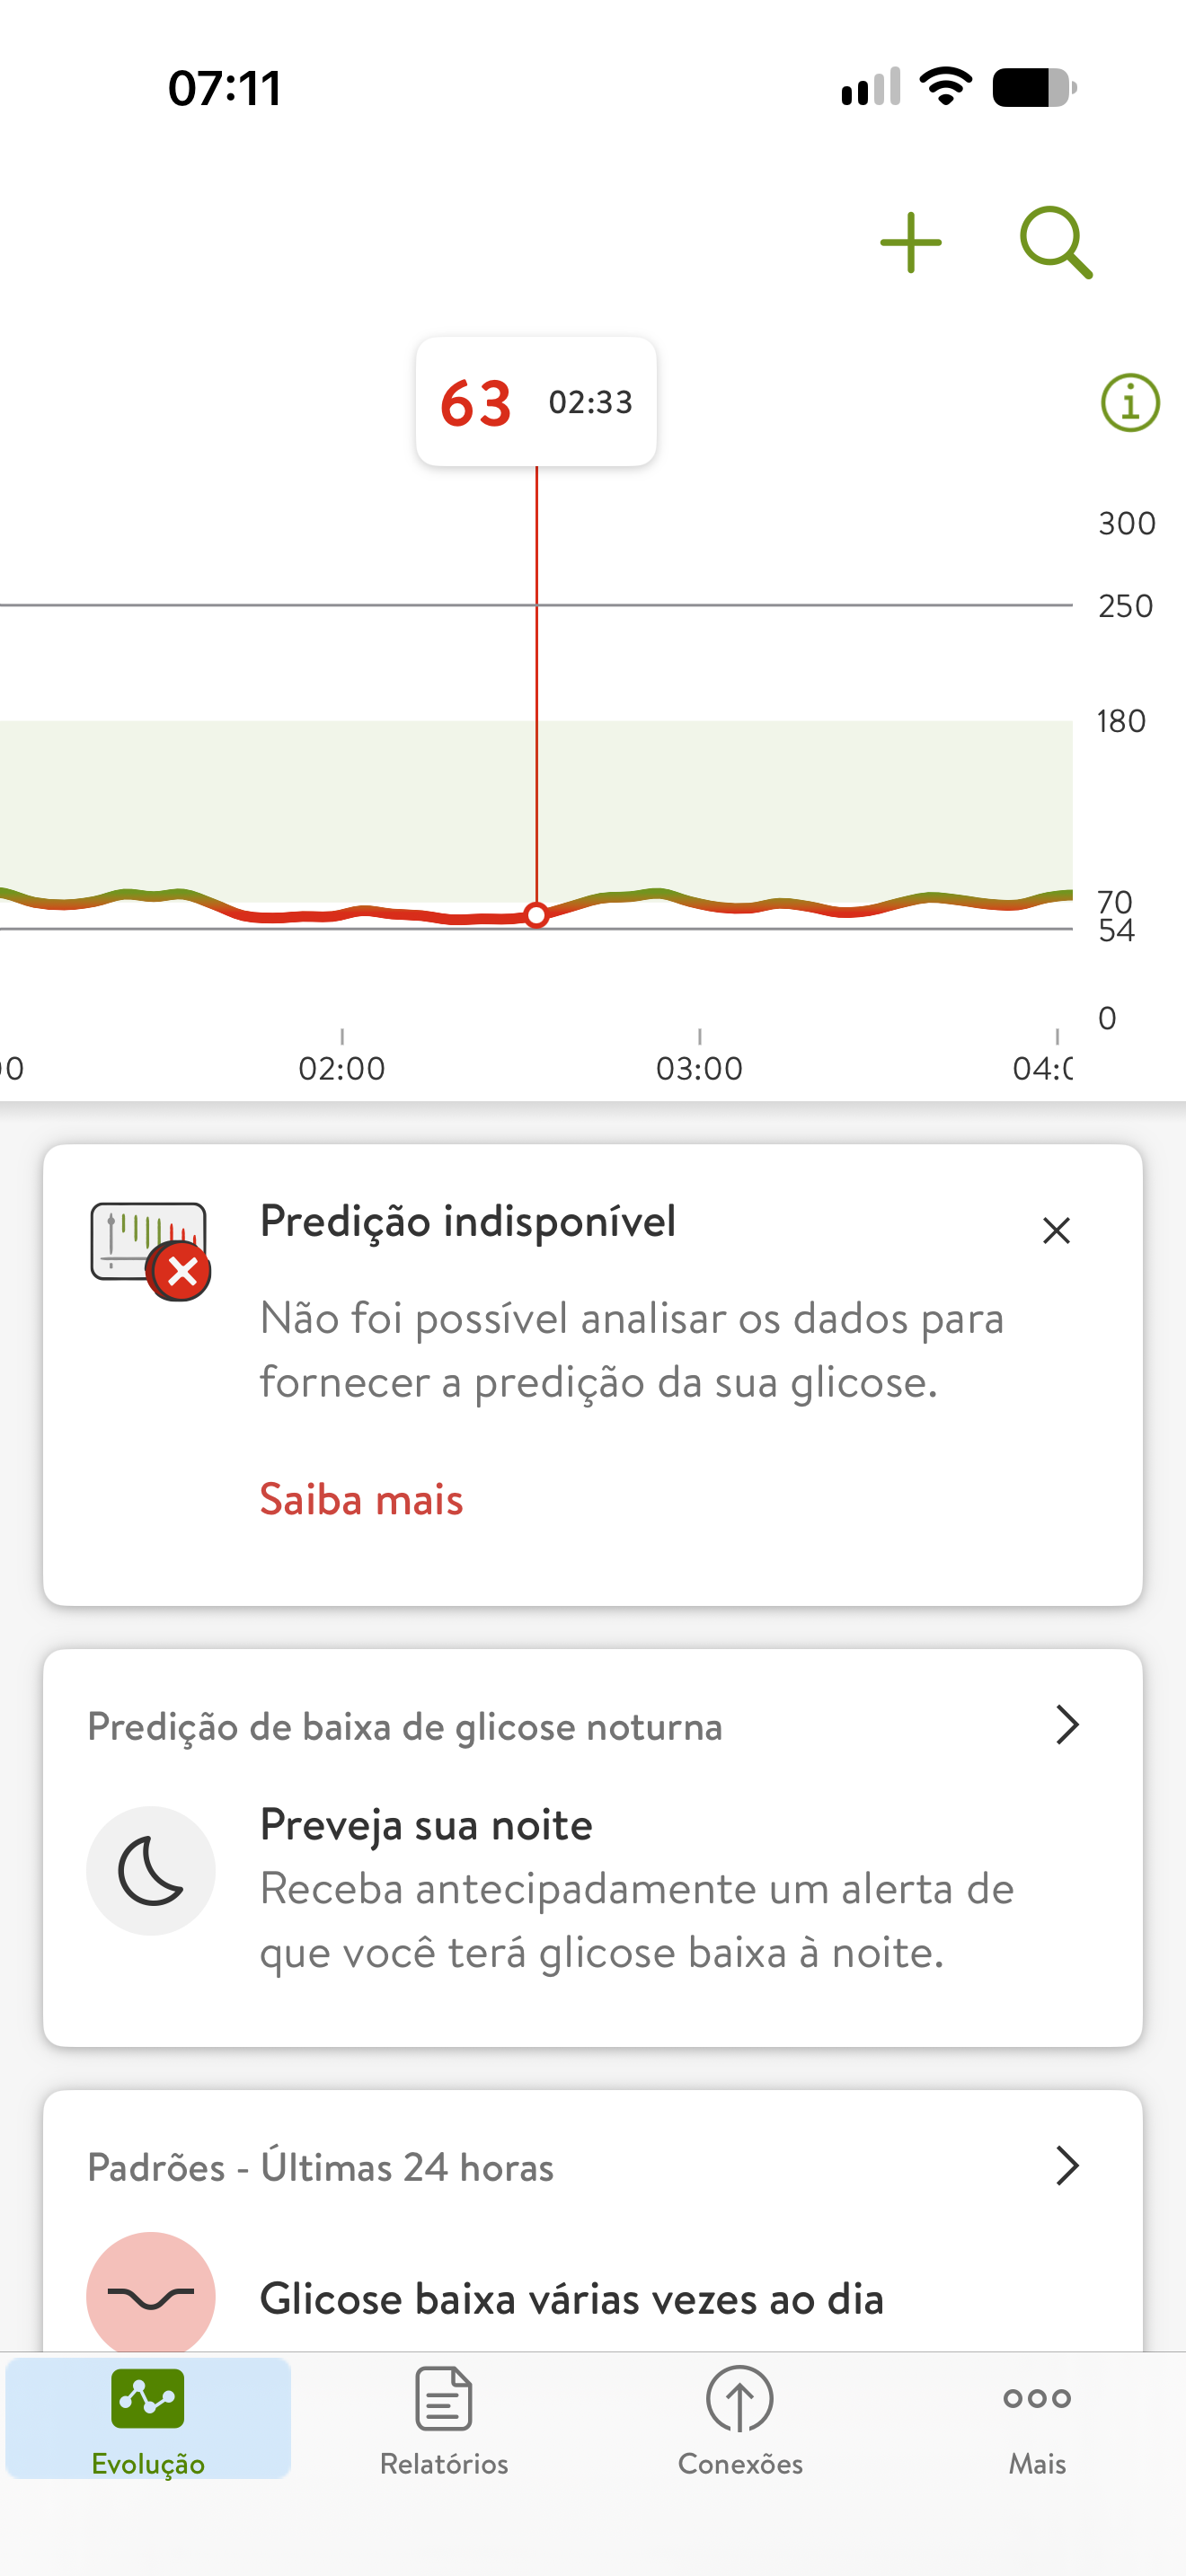 07:11
63 02:33
300
250
180
70
54
0
02:00 03:00
Predição indisponível
Não foi possível analisar os dados para
fornecer a predição da sua glicose.
Saiba mais
Predição de baixa de glicose noturna
Preveja sua noite
Receba antecipadamente um alerta de
que você terá glicose baixa à noite.
Padrões - Últimas 24 horas
Glicose baixa várias vezes ao dia
Evolução Relatórios Conexões Mais